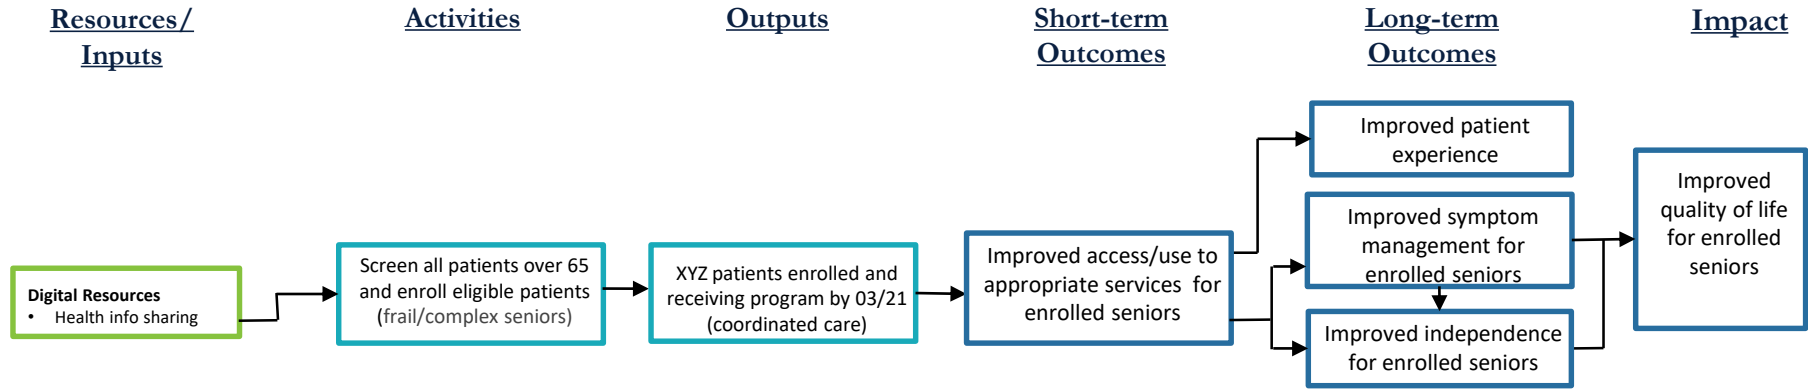 Resources/
Inputs
Activities
Outputs
Short-term
Outcomes
Long-term
Outcomes
Impact
Digital Resources
• Health info sharing
Screen all patients over 65
and enroll eligible patients
(frail/complex seniors)
XYZ patients enrolled and
receiving program by 03/21
(coordinated care)
Improved access/use to
appropriate services for
enrolled seniors
Improved patient
experience
Improved symptom
management for
enrolled seniors
Improved independence
for enrolled seniors
Improved
quality of life
for enrolled
seniors